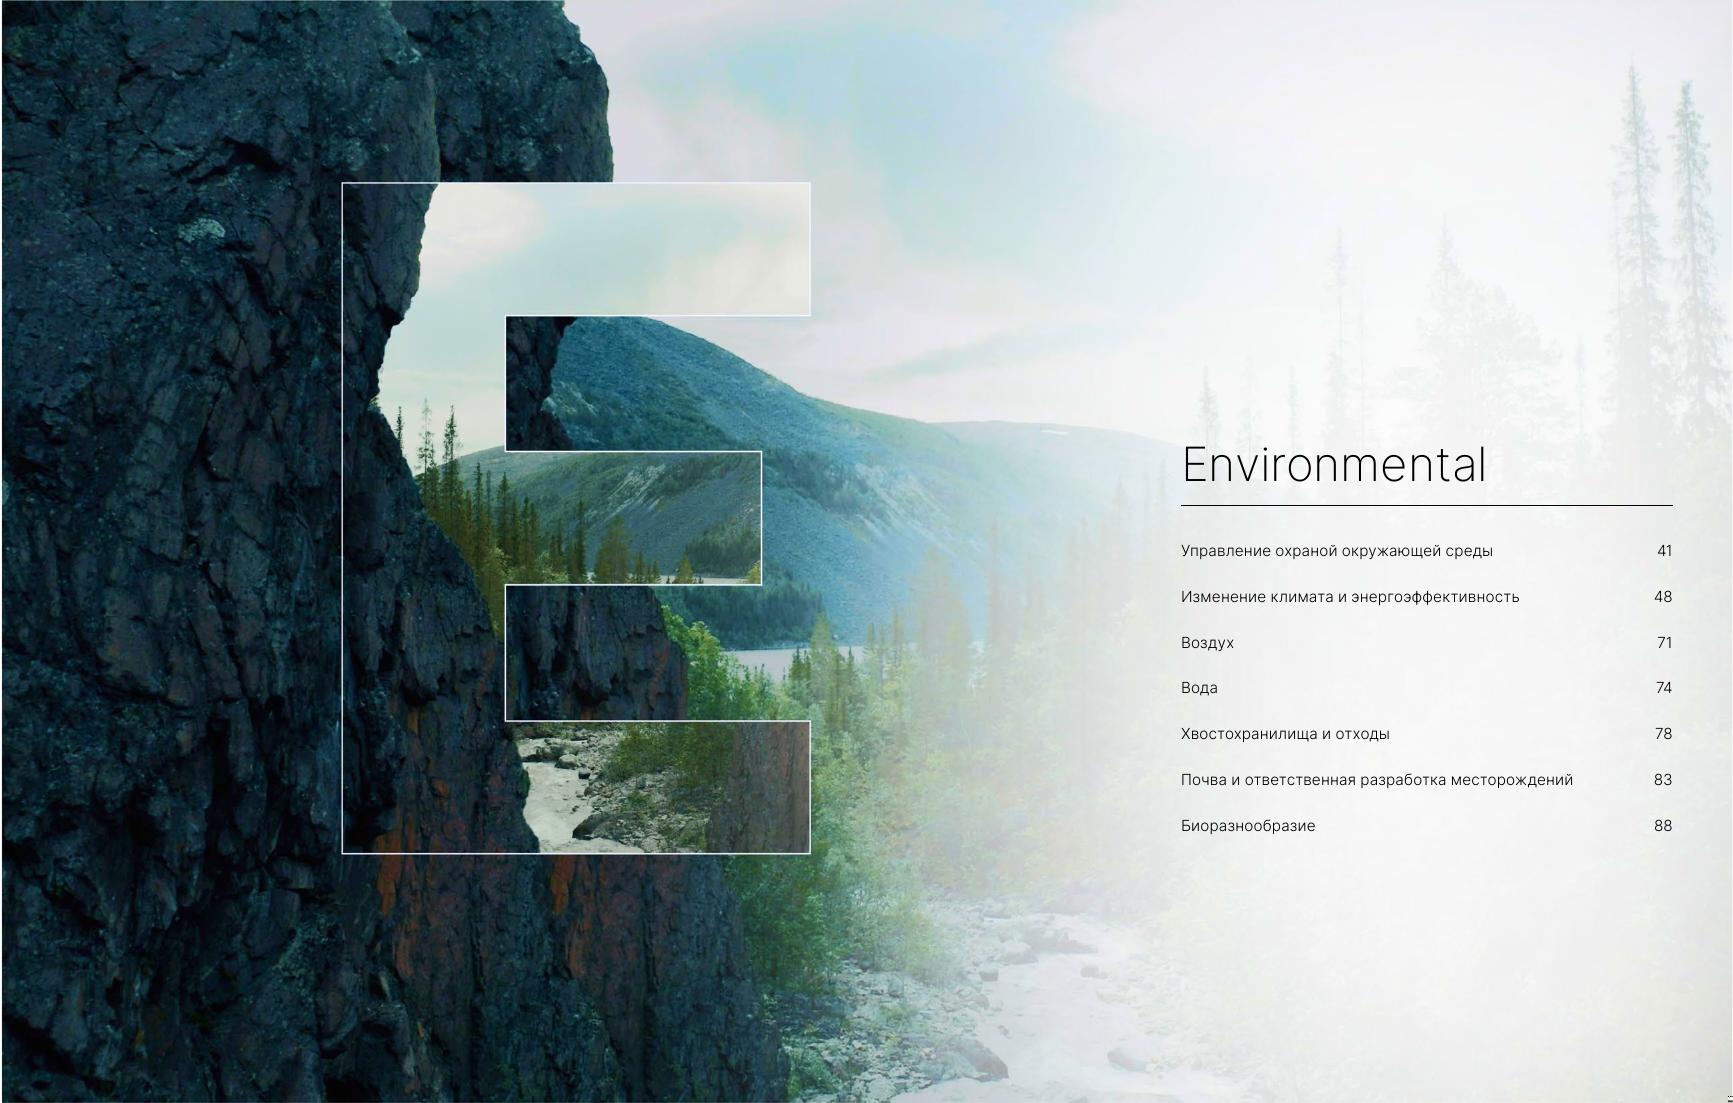 E
Environmental
Управление охраной окружающей среды 41
Изменение климата и энергоэффективность 48
Воздух 71
Вода 74
Хвостохранилища и отходы 78
Почва и ответственная разработка месторождений 83
Биоразнообразие 88